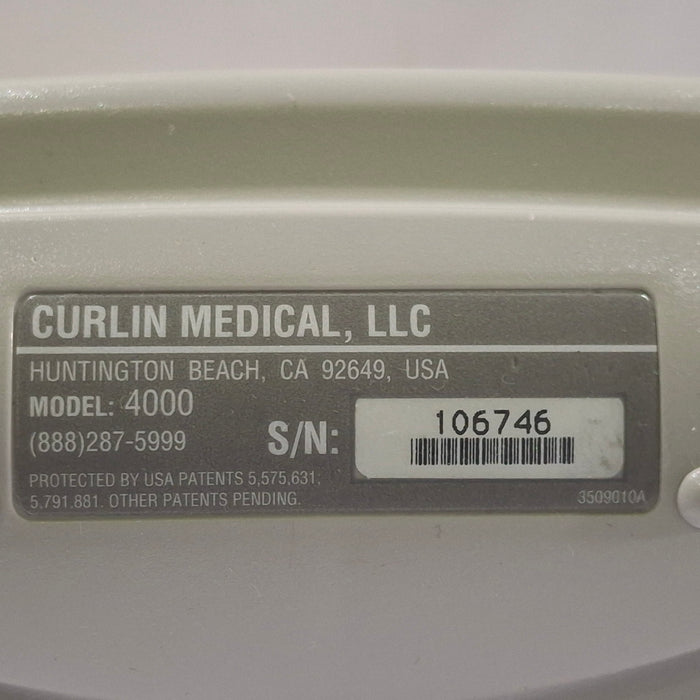 CURLIN MEDICAL, LLC
HUNTINGTON BEACH, CA 92649, USA
MODEL: 4000
(888)287-5999
S/N: 106746
PROTECTED BY USA PATENTS 5,575,631;
5,791,881. OTHER PATENTS PENDING.
3509010A